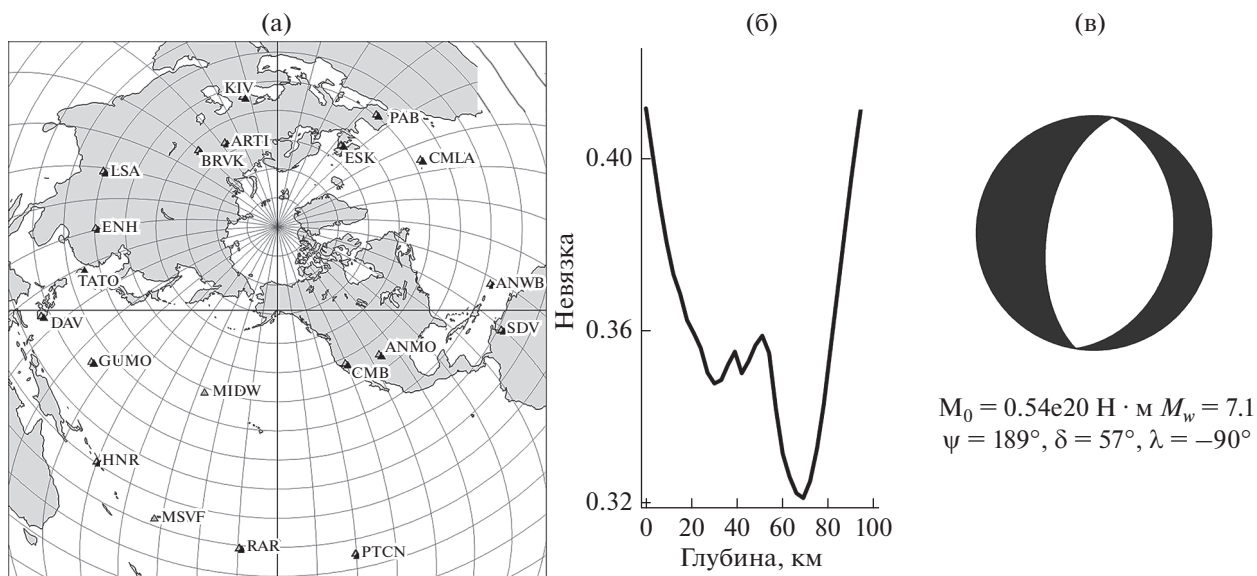 (а)
(б)
(в)
KIV
PAB
ARTI
BRVK
ESK
CMLA
LSA
ENH
TATO
ANWB
DAV
SDV
GUMO
ANMO
CMB
MIDW
HNR
MSVF
RAR
PTCN
Невязка
0.40
0.36
0.32
0 20 40 60 80 100
Глубина, км
M₀ = 0.54e20 Н · м M_w = 7.1
ψ = 189°, δ = 57°, λ = –90°